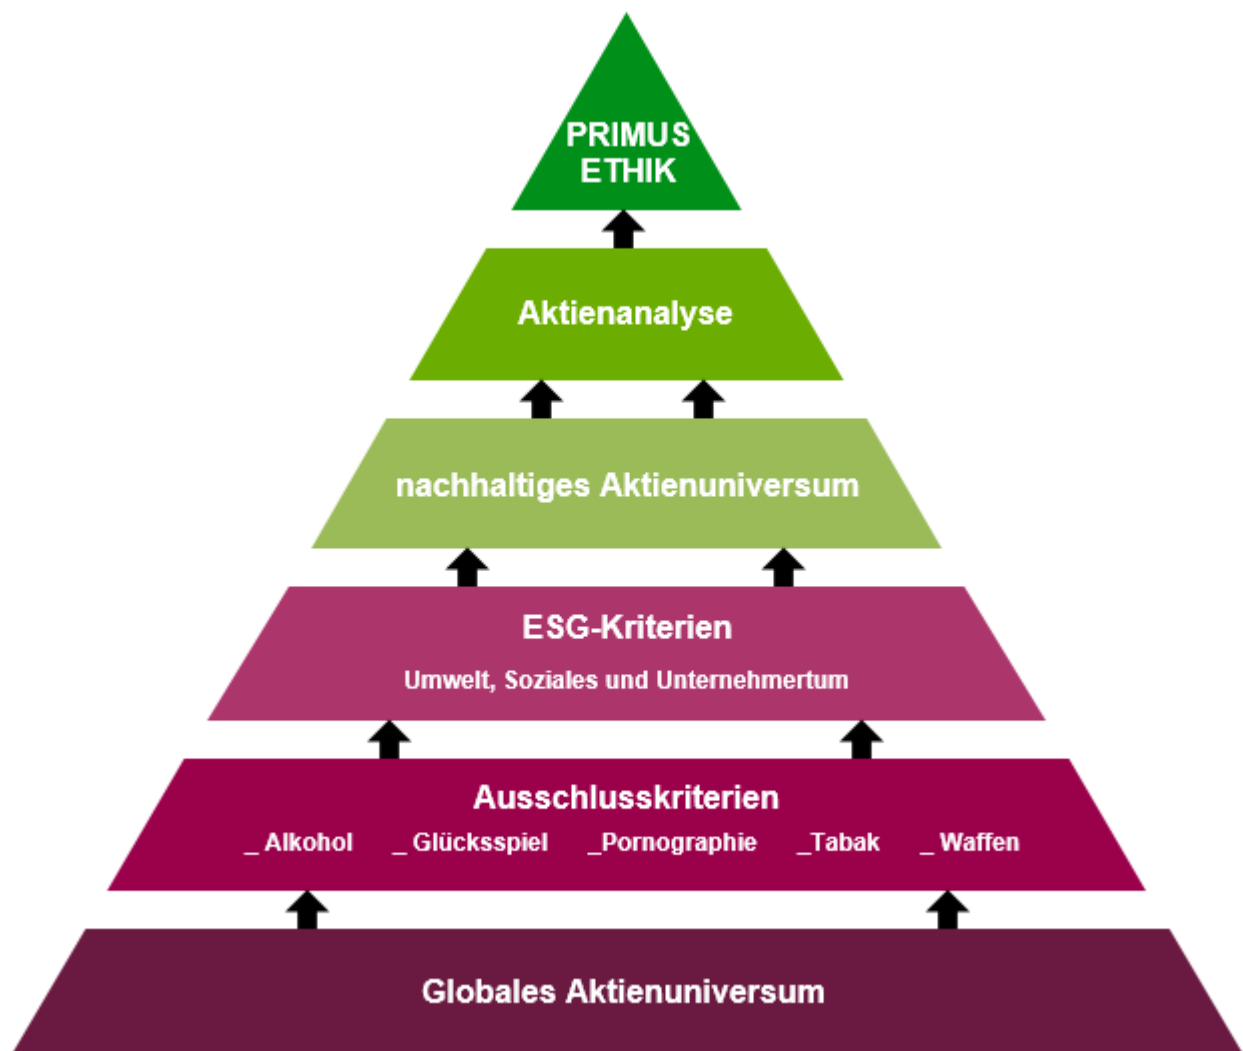 PRIMUS
ETHIK
Aktienanalyse
nachhaltiges Aktienuniversum
ESG-Kriterien
Umwelt, Soziales und Unternehmertum
Ausschlusskriterien
_ Alkohol _ Glücksspiel _Pornographie _Tabak _ Waffen
Globales Aktienuniversum